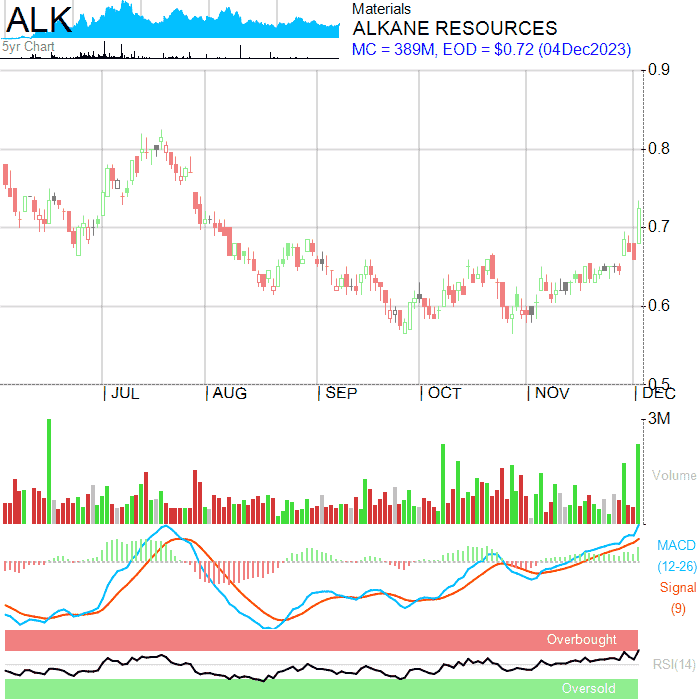 ALK
5yr Chart
Materials
ALKANE RESOURCES
MC = 389M, EOD = $0.72 (04Dec2023)
0.9
0.8
0.7
0.6
0.5
JUL AUG SEP OCT NOV DEC
3M
Volume
MACD
(12-26)
Signal
(9)
Overbought
RSI(14)
Oversold